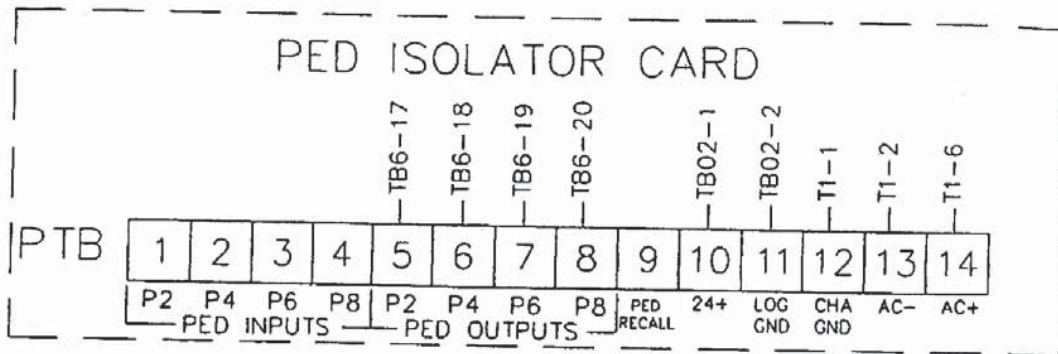 PED ISOLATOR CARD
TB6-17 TB6-18 TB6-19 TB6-20 TB02-1 TB02-2 T1-1 T1-2 T1-6
PTB 1 2 3 4 5 6 7 8 9 10 11 12 13 14
P2 P4 P6 P8 P2 P4 P6 P8 PED RECALL 24+ LOG GND CHA GND AC- AC+
PED INPUTS PED OUTPUTS